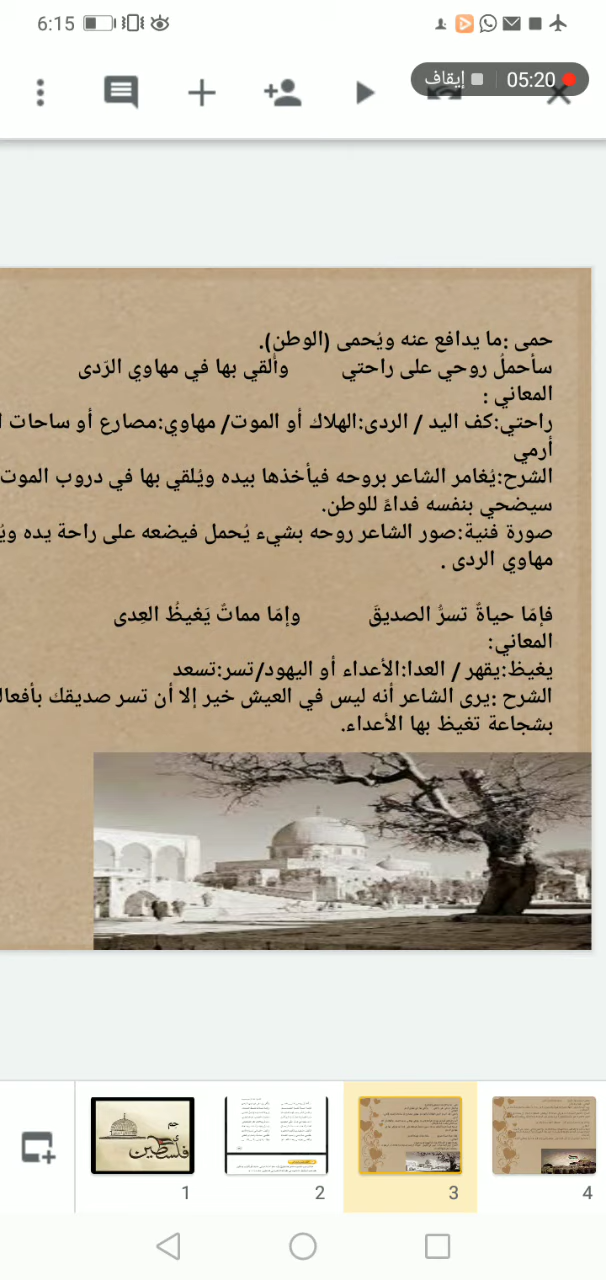 6:15
إيقاف
05:20
حمى :ما يدافع عنه ويُحمى (الوطن).
سأحملُ روحي على راحتي وأُلقي بها في مهاوي الرّدى
المعاني :
راحتي:كف اليد / الردى:الهلاك أو الموت/ مهاوي:مصارع أو ساحات
أرمي
الشرح:يُغامر الشاعر بروحه فيأخذها بيده ويُلقي بها في دروب الموت
سيضحي بنفسه فداءً للوطن.
صورة فنية:صور الشاعر روحه بشيء يُحمل فيضعه على راحة يده
مهاوي الردى .
فإمّا حياةٌ تسرُّ الصديقَ وإمّا مماتٌ يَغيظُ العِدى
المعاني:
يغيظ:يقهر / العدا:الأعداء أو اليهود/تسر:تسعد
الشرح :يرى الشاعر أنه ليس في العيش خير إلا أن تسر صديقك
بشجاعة تغيظ بها الأعداء.
فلسطين
1
2
3
4